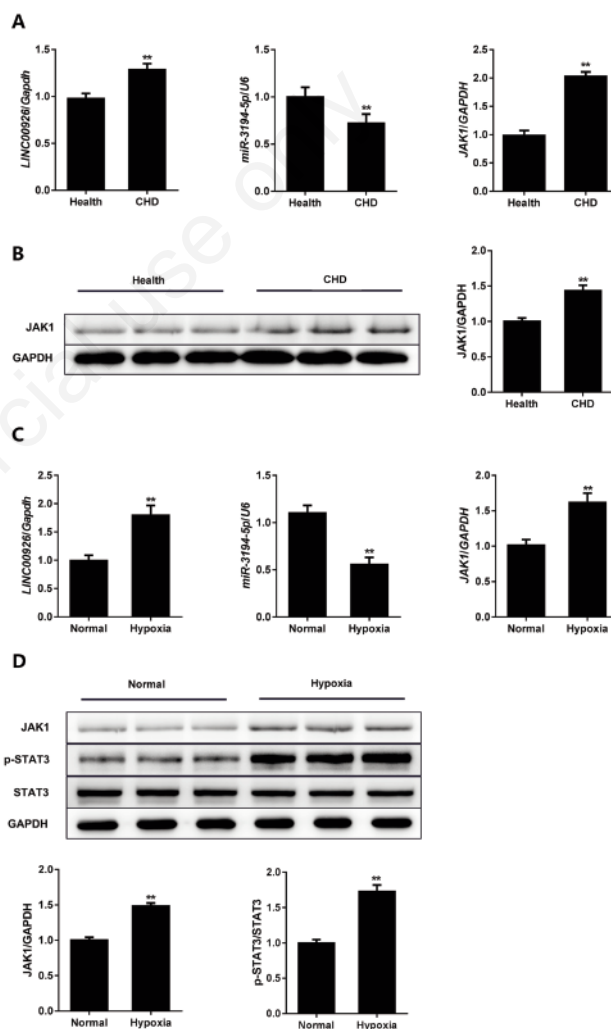 A
LINC00926/Gapdh
1.5
1.0
0.5
0.0
**
Health
CHD
miR-3194-5p/U6
1.5
1.0
0.5
0.0
**
Health
CHD
JAK1/GAPDH
2.5
2.0
1.5
1.0
0.5
0.0
**
Health
CHD
B
Health
CHD
JAK1
GAPDH
JAK1/GAPDH
2.0
1.5
1.0
0.5
0.0
**
Health
CHD
C
LINC00926/Gapdh
2.5
2.0
1.5
1.0
0.5
0.0
**
Normal
Hypoxia
miR-3194-5p/U6
1.5
1.0
0.5
0.0
**
Normal
Hypoxia
JAK1/GAPDH
2.0
1.5
1.0
0.5
0.0
**
Normal
Hypoxia
D
Normal
Hypoxia
JAK1
p-STAT3
STAT3
GAPDH
JAK1/GAPDH
2.0
1.5
1.0
0.5
0.0
**
Normal
Hypoxia
p-STAT3/STAT3
2.0
1.5
1.0
0.5
0.0
**
Normal
Hypoxia
cial use only